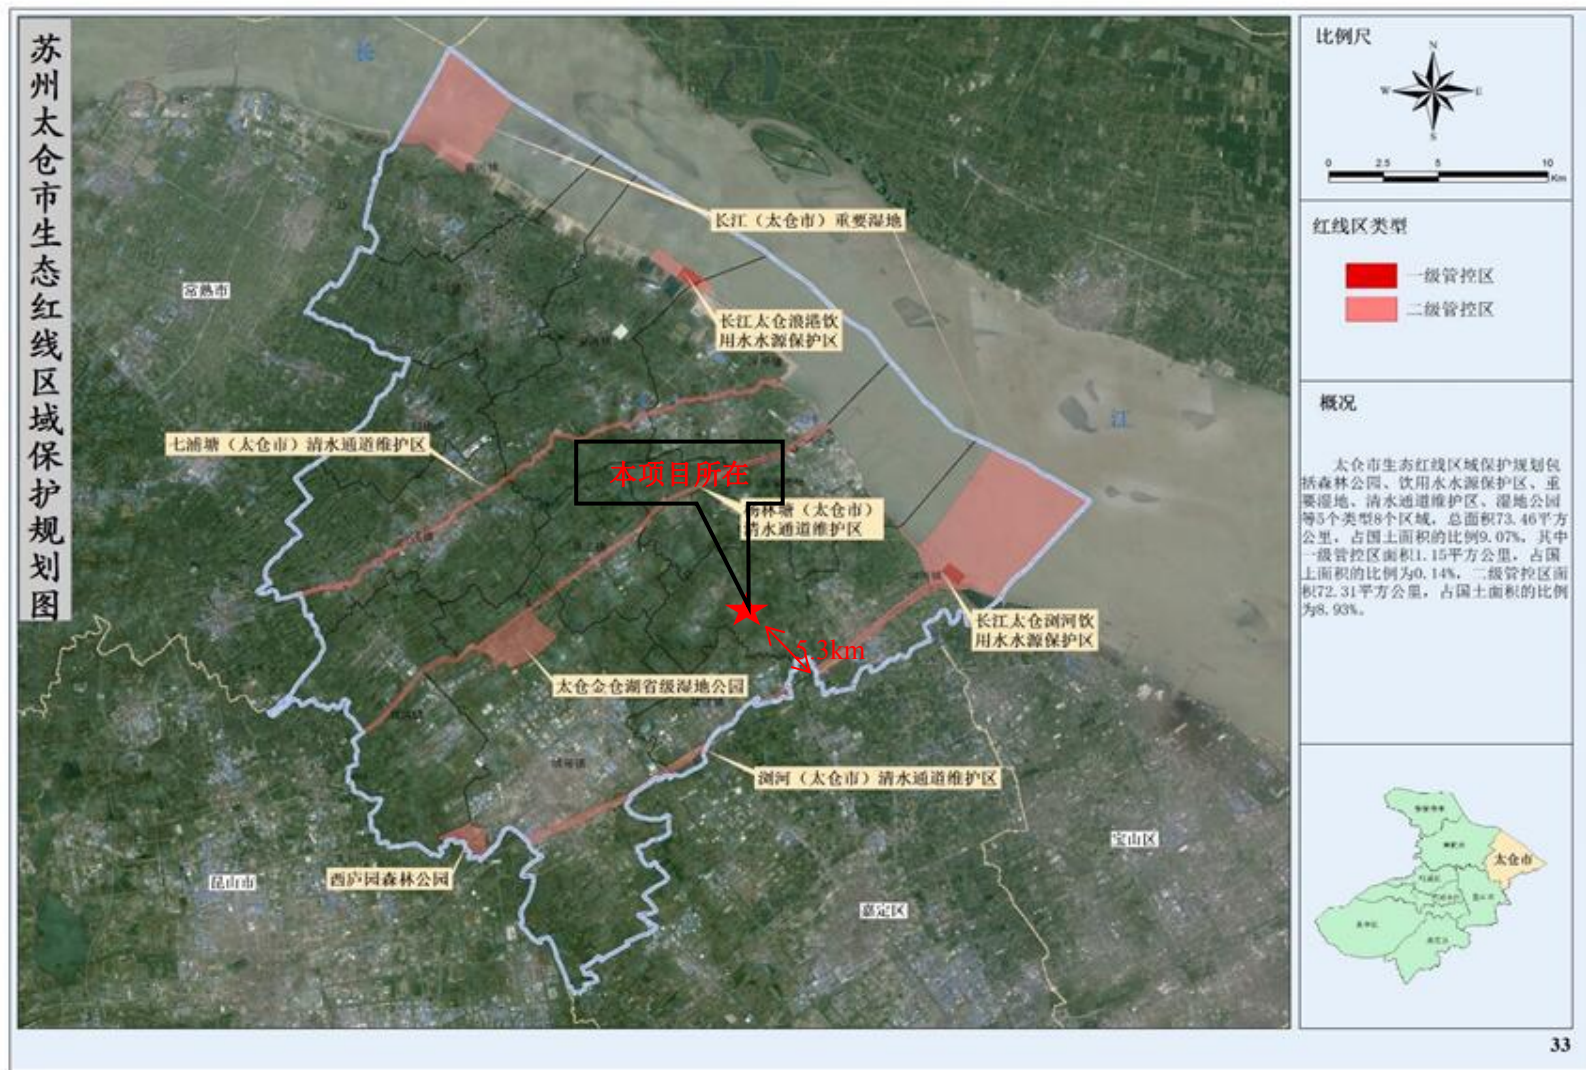 苏州太仓市生态红线区域保护规划图
长
江
长江（太仓市）重要湿地
常熟市
长江太仓浪港饮
用水水源保护区
七浦塘（太仓市）清水通道维护区
本项目所在
杨林塘（太仓市）
清水通道维护区
5.3km
长江太仓浏河饮
用水水源保护区
太仓金仓湖省级湿地公园
浏河（太仓市）清水通道维护区
西庐园森林公园
昆山市
嘉定区
宝山区
比例尺
N
W
E
S
0 2.5 5 10
Km
红线区类型
一级管控区
二级管控区
概况
太仓市生态红线区域保护规划包
括森林公园、饮用水水源保护区、重
要湿地、清水通道维护区、湿地公园
等5个类型8个区域，总面积73.46平方
公里，占国土面积的比例9.07%，其中
一级管控区面积1.15平方公里，占国
土面积的比例为0.14%，二级管控区面
积72.31平方公里，占国土面积的比例
为8.93%。
太仓市
33